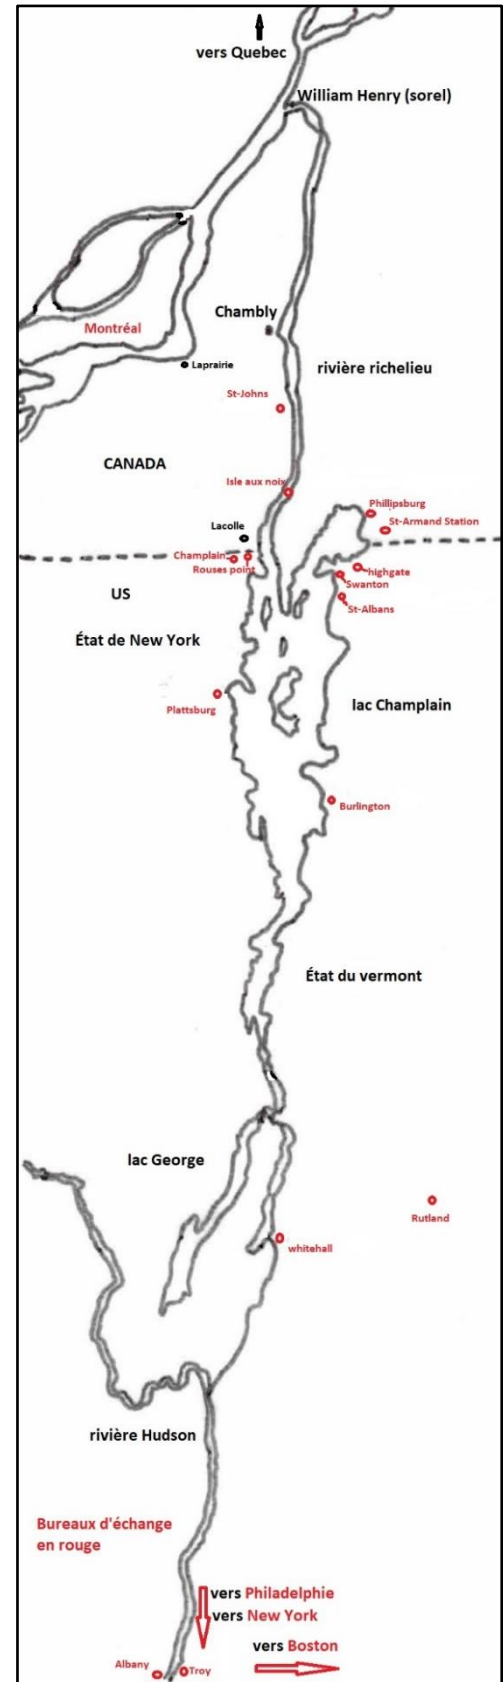 vers Quebec
William Henry (sorel)
Montréal
Chambly
Laprairie
rivière richelieu
St-Johns
CANADA
Isle aux noix
Phillipsburg
St-Armand Station
Lacolle
Champlain
Rouses point
highgate
Swanton
US
St-Albans
État de New York
Plattsburg
lac Champlain
Burlington
État du vermont
lac George
Rutland
whitehall
rivière Hudson
Bureaux d'échange
en rouge
vers Philadelphie
vers New York
vers Boston
Albany
Troy